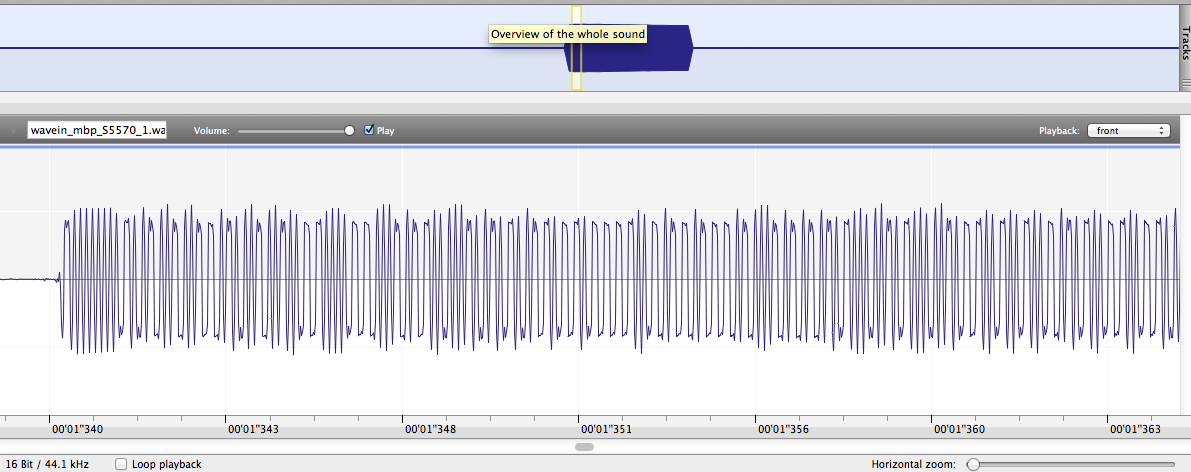 Overview of the whole sound
Tracks
wavein_mbp_S5570_1.wa
Volume:
Play
Playback:
front
00'01"340
00'01"343
00'01"348
00'01"351
00'01"356
00'01"360
00'01"363
16 Bit / 44.1 kHz
Loop playback
Horizontal zoom: